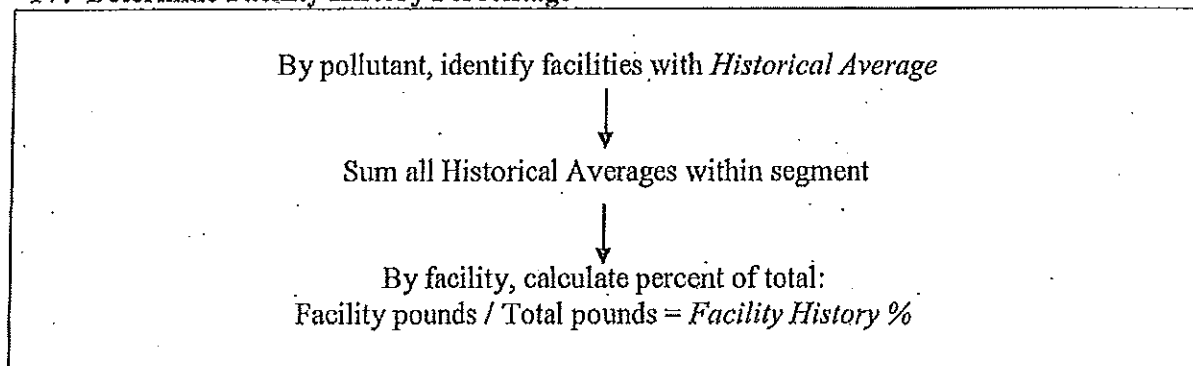 By pollutant, identify facilities with Historical Average
Sum all Historical Averages within segment
By facility, calculate percent of total:
Facility pounds / Total pounds = Facility History %